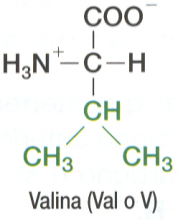 COO⁻
H₃N⁺—C—H
CH
CH₃ CH₃
Valina (Val o V)